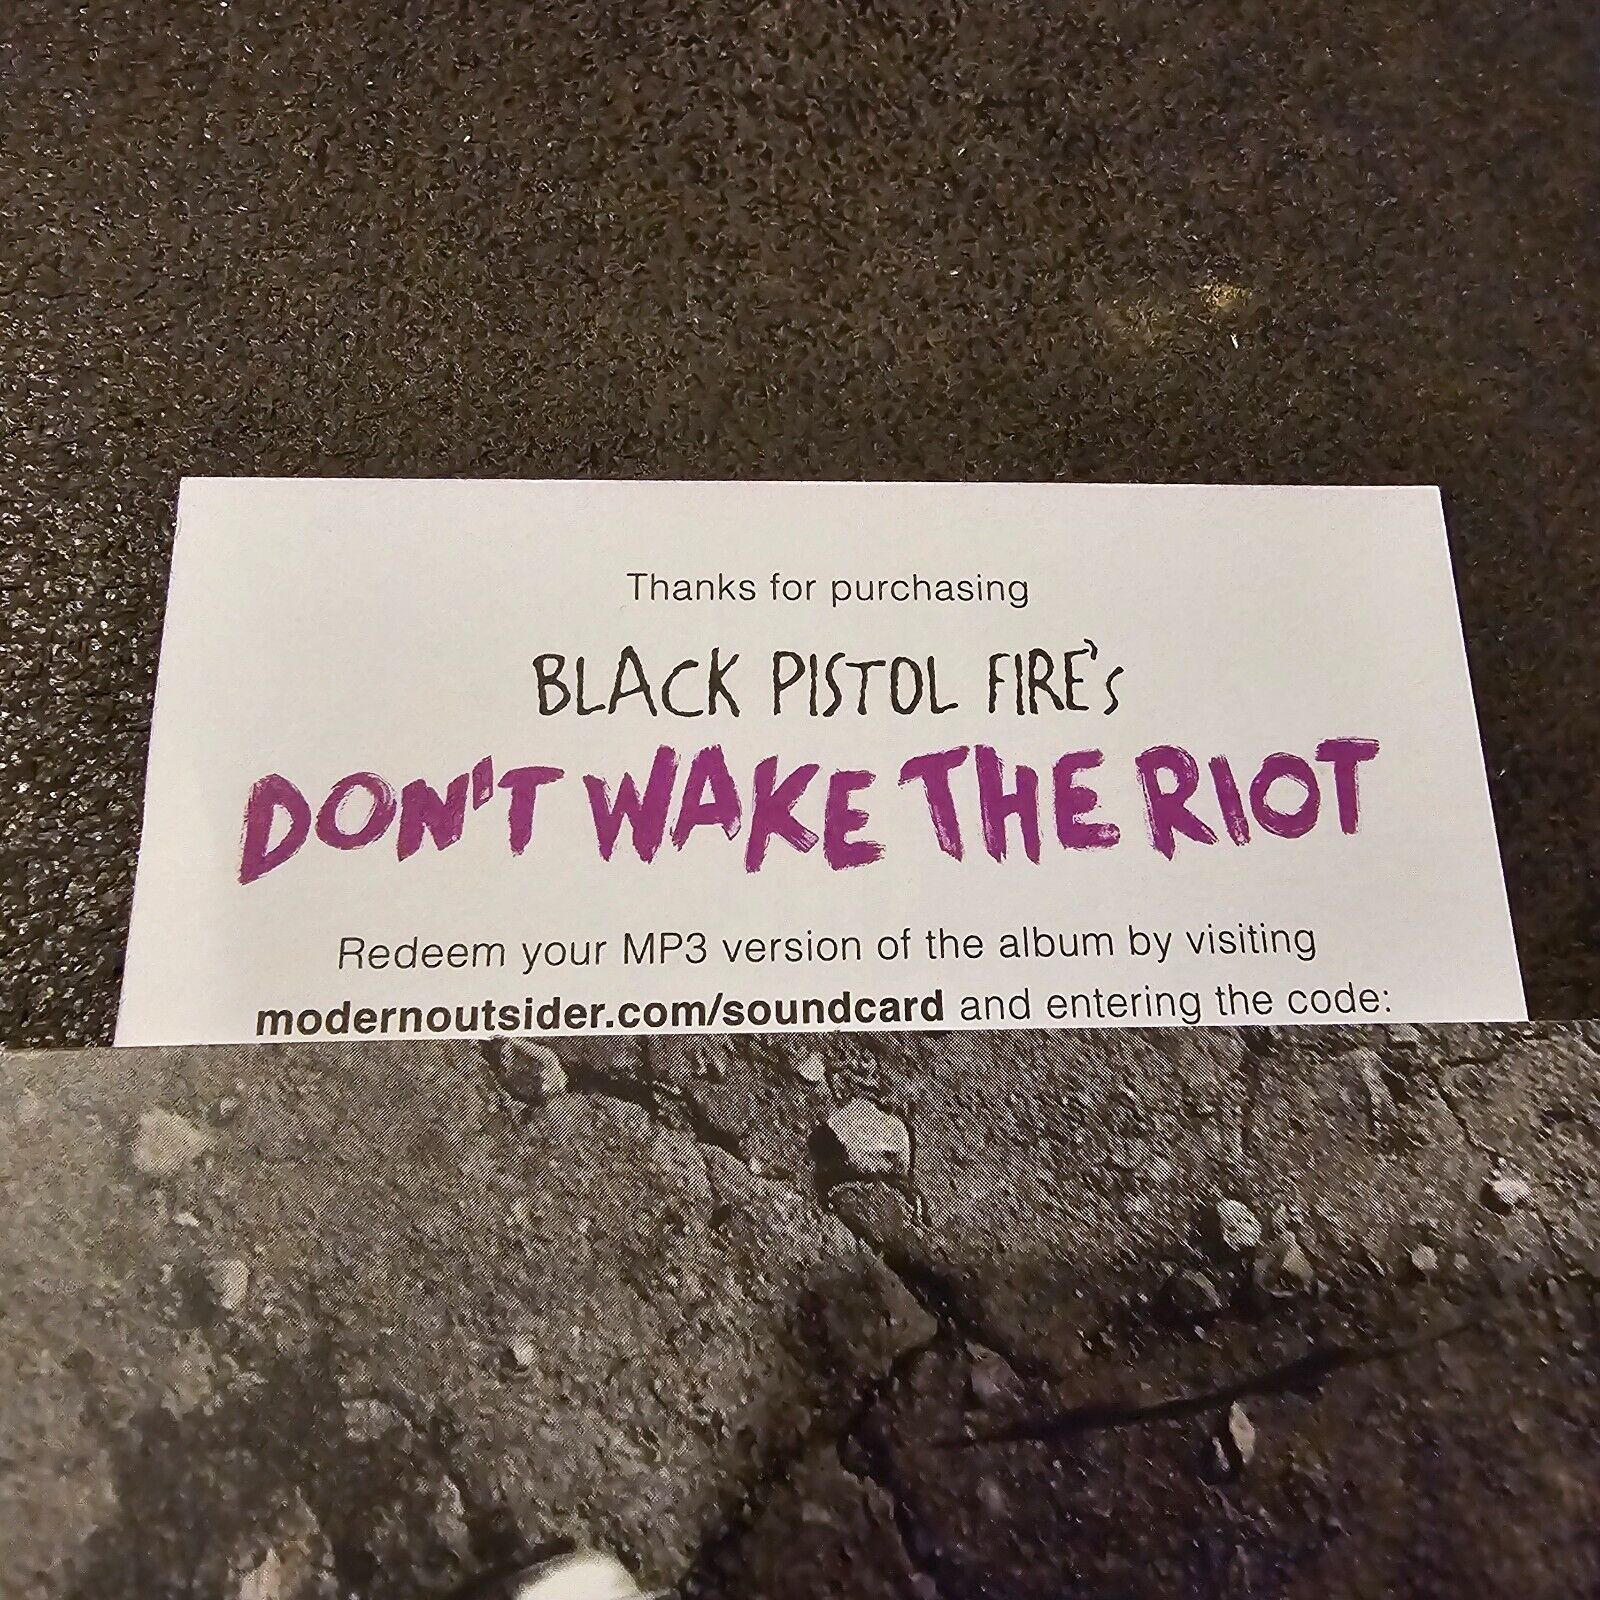 Thanks for purchasing
BLACK PISTOL FIRE's
DON'T WAKE THE RIOT
Redeem your MP3 version of the album by visiting
modernoutsider.com/soundcard and entering the code: